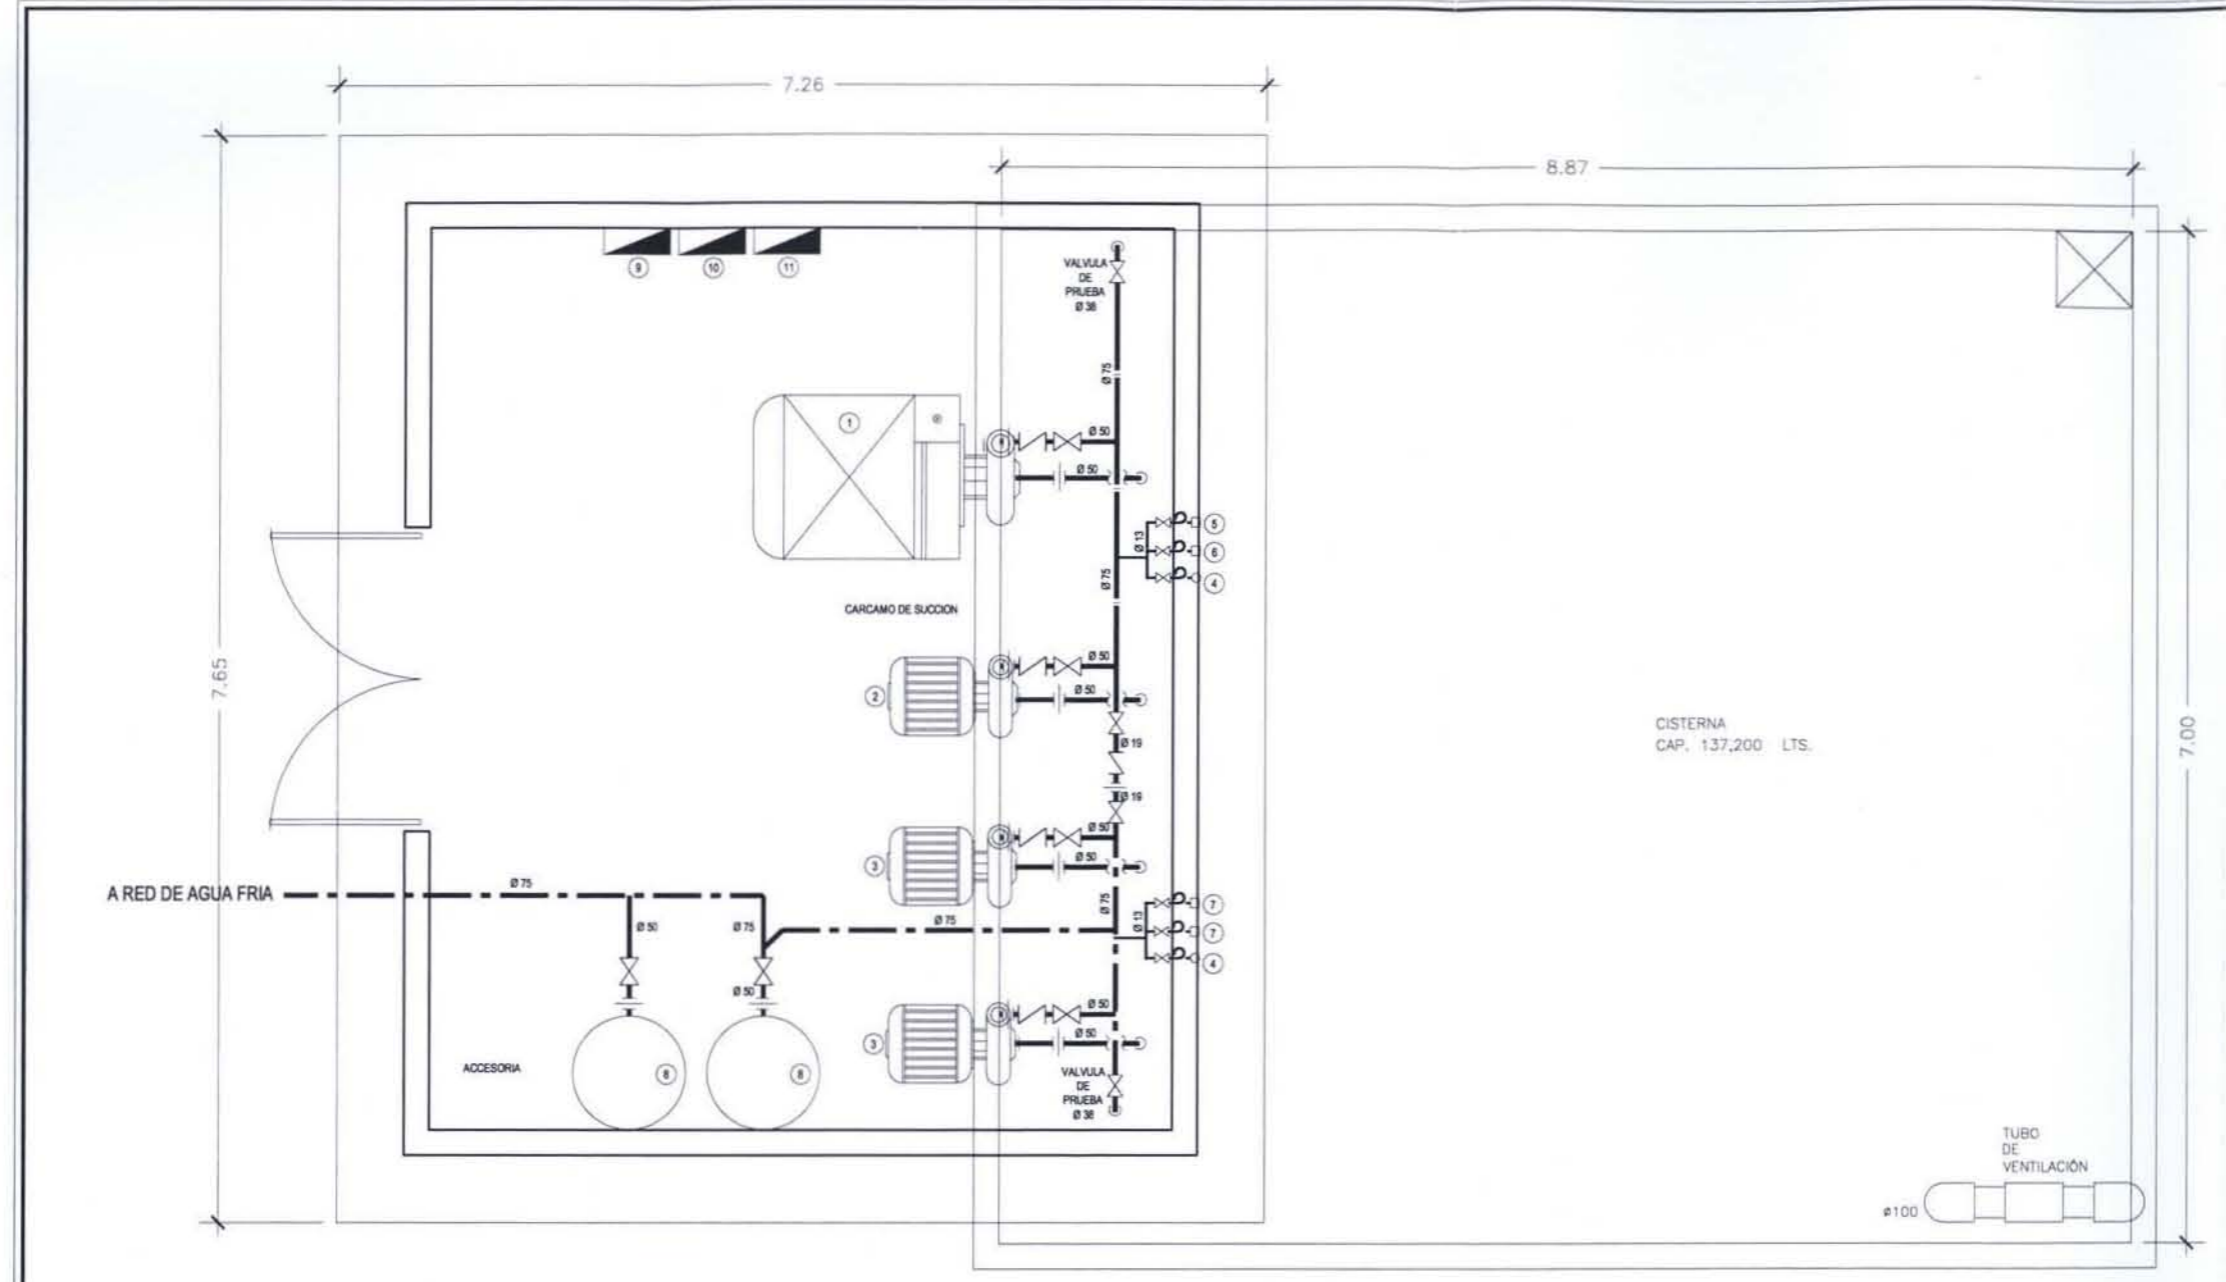 7.26
8.87
9
10
11
VALVULA
DE
PRUEBA
Ø 38
Ø 75
1
Ø 50
Ø 50
5
Ø 13
6
Ø 75
4
CARCAMO DE SUCCION
7.65
Ø 50
2
Ø 50
CISTERNA
CAP. 137,200 LTS.
7.00
Ø 19
Ø 19
Ø 50
3
Ø 50
A RED DE AGUA FRIA
Ø 75
Ø 75
7
Ø 50
Ø 75
Ø 75
Ø 13
7
4
Ø 50
Ø 50
3
Ø 50
ACCESORIA
8
8
VALVULA
DE
PRUEBA
Ø 38
TUBO
DE
VENTILACIÓN
ø100